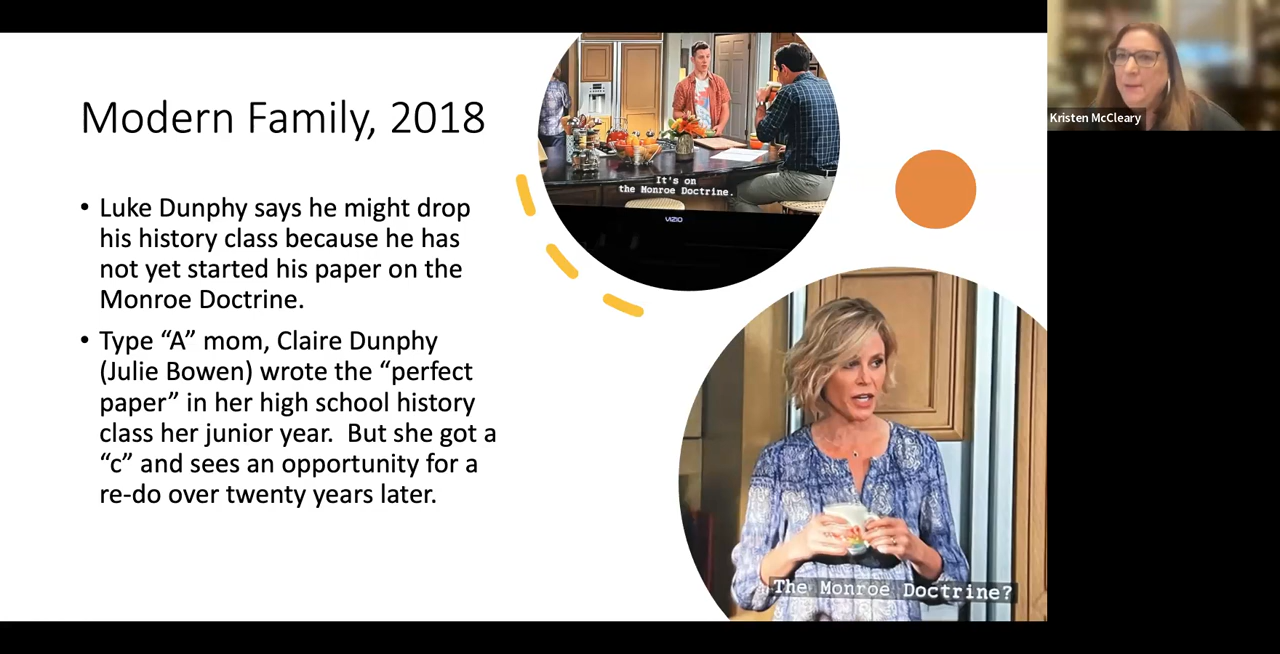 Modern Family, 2018
• Luke Dunphy says he might drop
his history class because he has
not yet started his paper on the
Monroe Doctrine.
• Type “A” mom, Claire Dunphy
(Julie Bowen) wrote the “perfect
paper” in her high school history
class her junior year.  But she got a
“c” and sees an opportunity for a
re-do over twenty years later.
It's on
the Monroe Doctrine.
VIZIO
The Monroe Doctrine?
Kristen McCleary